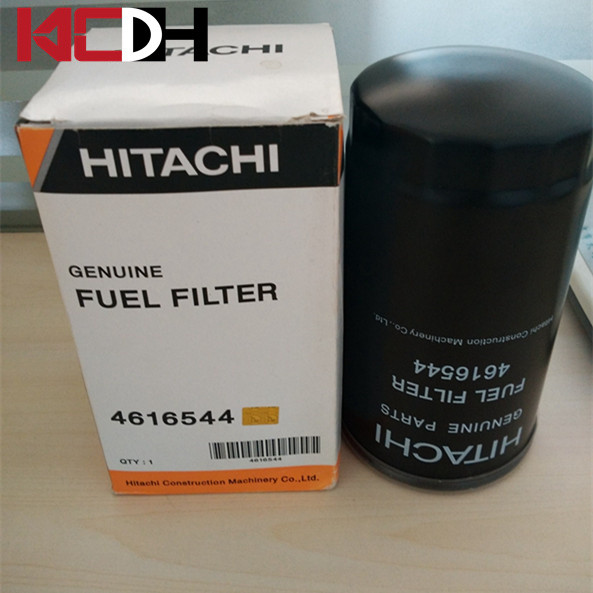 KCDH
HITACHI
HITACHI
GENUINE
FUEL FILTER
4616544
QTY : 1
4616544
Hitachi Construction Machinery Co.,Ltd.
HITACHI
GENUINE PARTS
FUEL FILTER
4616544
Hitachi Construction Machinery Co., Ltd.